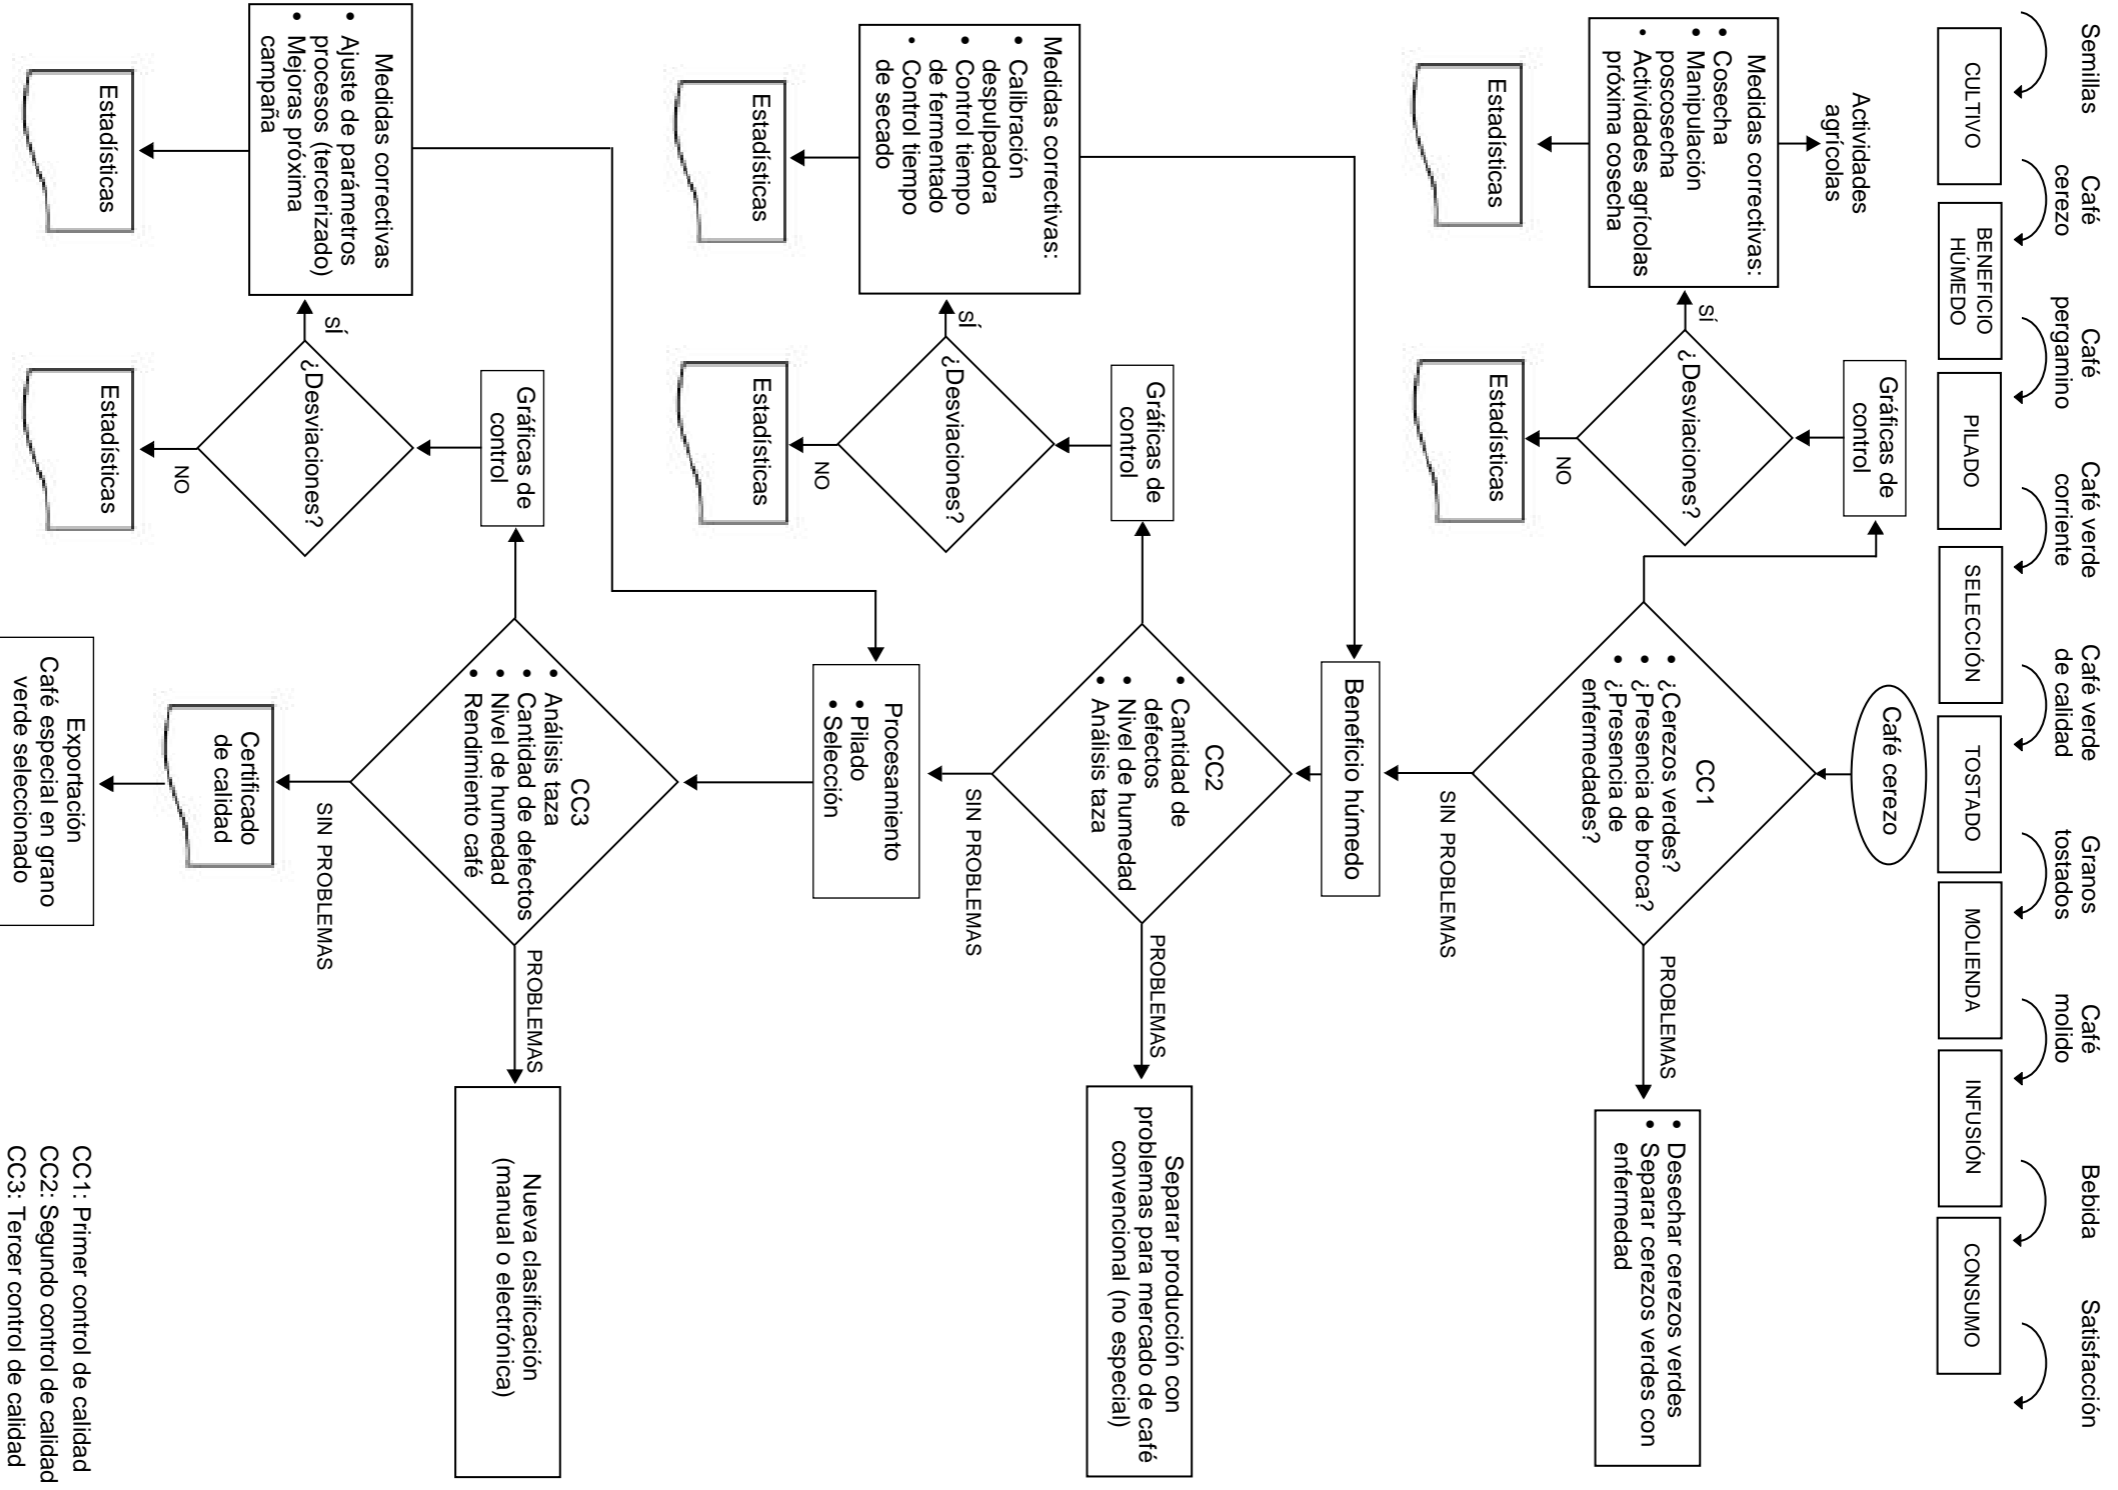 Semillas
Café
cerezo
Café
pergamino
Café verde
corriente
Café verde
de calidad
Granos
tostados
Café
molido
Bebida
Satisfacción
CULTIVO
BENEFICIO
HÚMEDO
PILADO
SELECCIÓN
TOSTADO
MOLIENDA
INFUSIÓN
CONSUMO
Actividades
agrícolas
Medidas correctivas:
• Cosecha
• Manipulación
poscosecha
• Actividades agrícolas
próxima cosecha
Estadísticas
Gráficas de
control
¿Desviaciones?
SÍ
NO
Estadísticas
Café cerezo
CC1
• ¿Cerezos verdes?
• ¿Presencia de broca?
• ¿Presencia de
enfermedades?
PROBLEMAS
• Desechar cerezos verdes
• Separar cerezos verdes con
enfermedad
SIN PROBLEMAS
Beneficio húmedo
Medidas correctivas:
• Calibración
despulpadora
• Control tiempo
de fermentado
• Control tiempo
de secado
Estadísticas
Gráficas de
control
¿Desviaciones?
SÍ
NO
Estadísticas
CC2
• Cantidad de
defectos
• Nivel de humedad
• Análisis taza
PROBLEMAS
Separar producción con
problemas para mercado de café
convencional (no especial)
SIN PROBLEMAS
Procesamiento
• Pilado
• Selección
Medidas correctivas
• Ajuste de parámetros
procesos (tercerizado)
• Mejoras próxima
campaña
Estadísticas
Gráficas de
control
¿Desviaciones?
SÍ
NO
Estadísticas
CC3
• Análisis taza
• Cantidad de defectos
• Nivel de humedad
• Rendimiento café
PROBLEMAS
Nueva clasificación
(manual o electrónica)
SIN PROBLEMAS
Certificado
de calidad
Exportación
Café especial en grano
verde seleccionado
CC1: Primer control de calidad
CC2: Segundo control de calidad
CC3: Tercer control de calidad